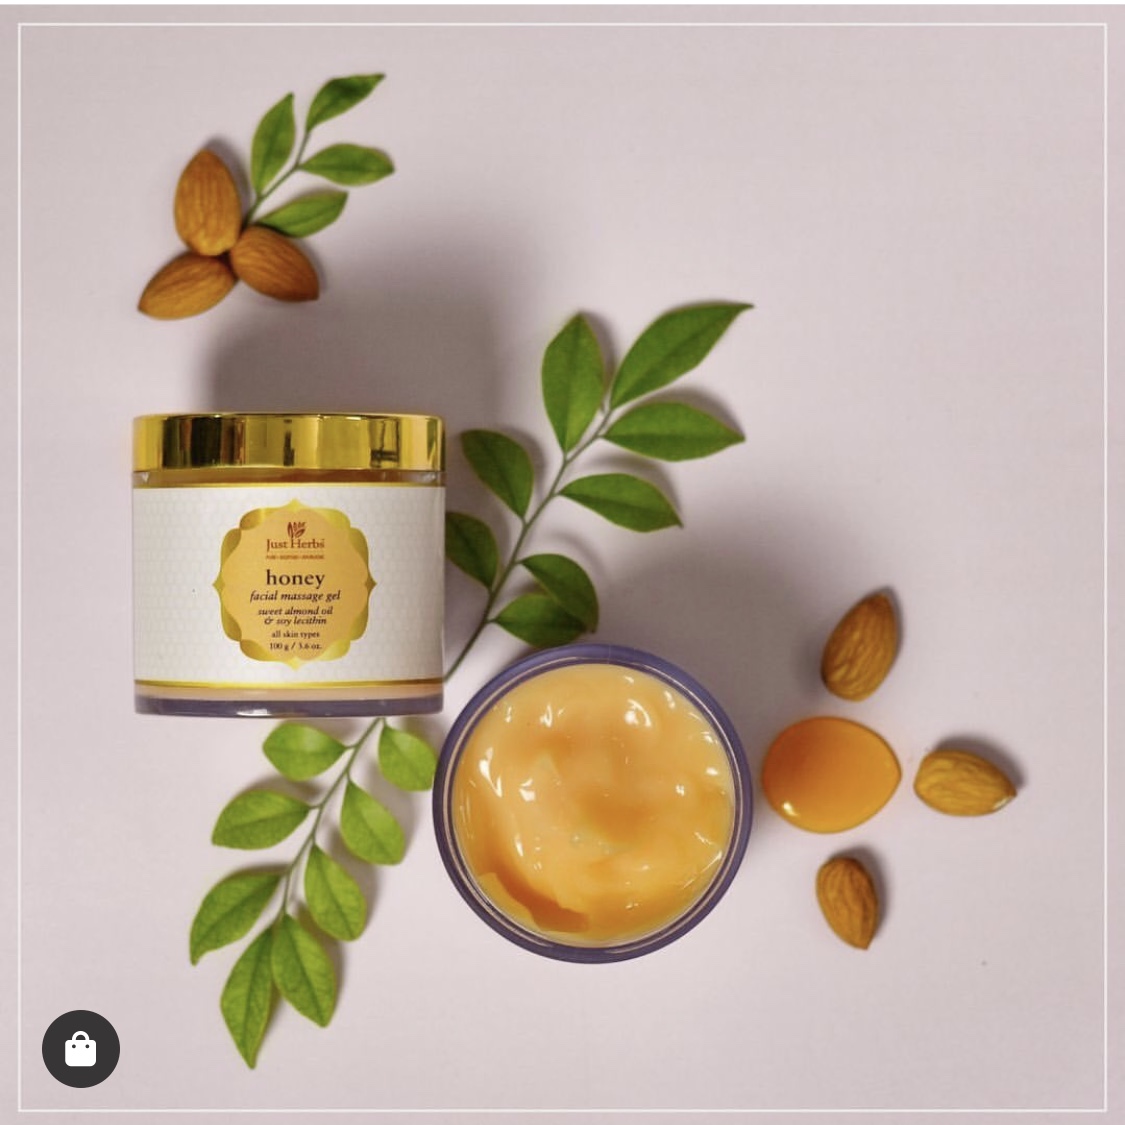 Just Herbs
honey
facial massage gel
sweet almond oil
& soy lecithin
all skin types
100 g / 3.6 oz.